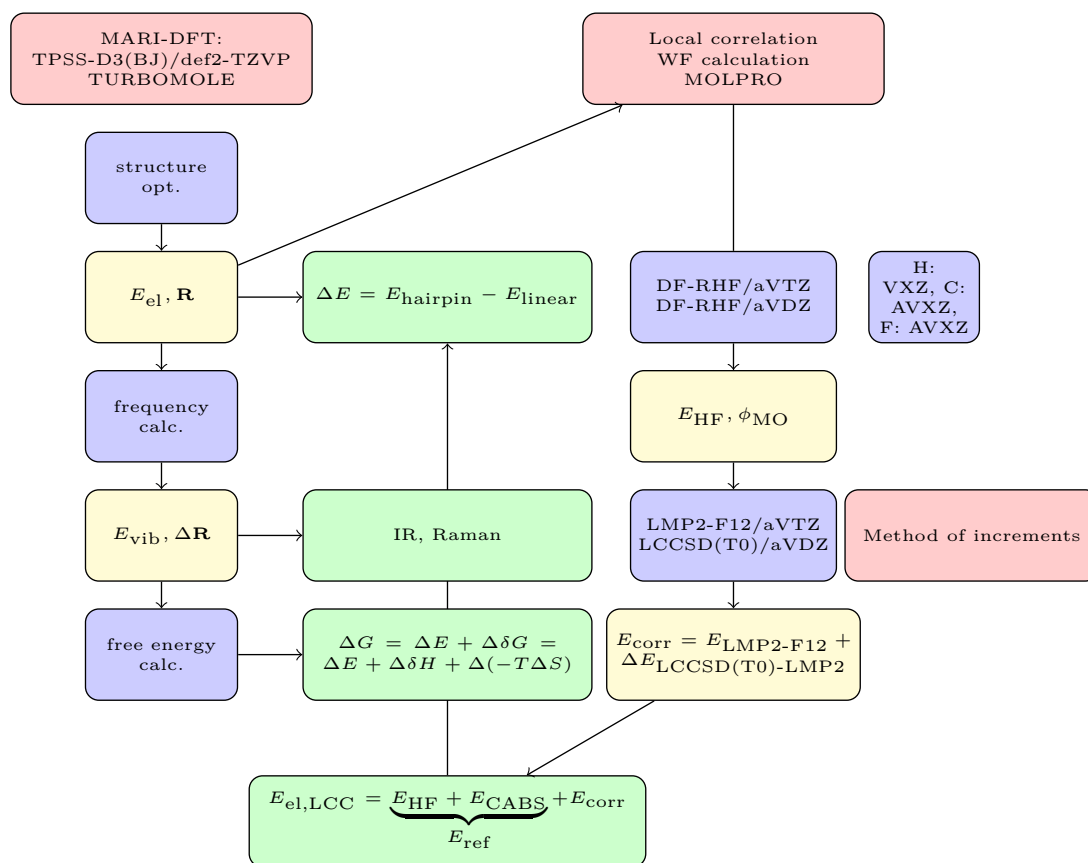 MARI-DFT:
TPSS-D3(BJ)/def2-TZVP
TURBOMOLE
Local correlation
WF calculation
MOLPRO
structure
opt.
E_el, R
ΔE = E_hairpin − E_linear
DF-RHF/aVTZ
DF-RHF/aVDZ
H:
VXZ, C:
AVXZ,
F: AVXZ
frequency
calc.
E_HF, ϕ_MO
E_vib, ΔR
IR, Raman
LMP2-F12/aVTZ
LCCSD(T0)/aVDZ
Method of increments
free energy
calc.
ΔG = ΔE + ΔδG =
ΔE + ΔδH + Δ(−TΔS)
E_corr = E_LMP2-F12 +
ΔE_LCCSD(T0)-LMP2
E_el,LCC = E_HF + E_CABS + E_corr
E_ref